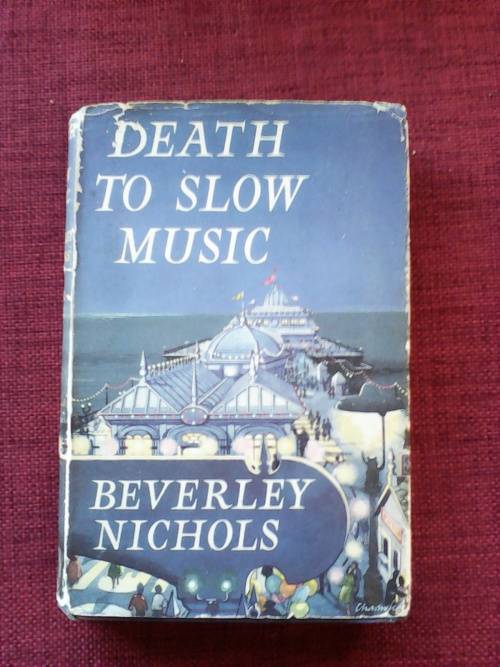 DEATH
TO SLOW
MUSIC
BEVERLEY
NICHOLS